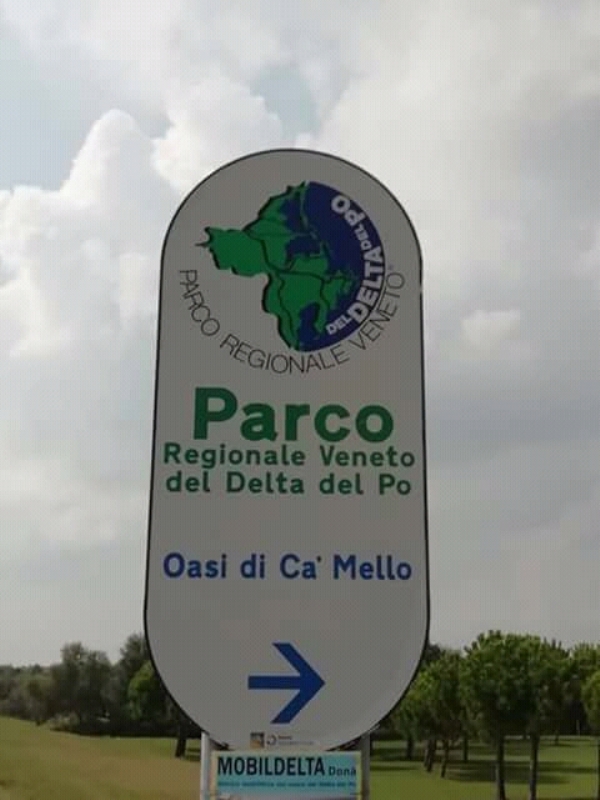 DEL DELTA DEL PO
PARCO REGIONALE VENETO
Parco
Regionale Veneto
del Delta del Po
Oasi di Ca' Mello
MOBILDELTA Donà